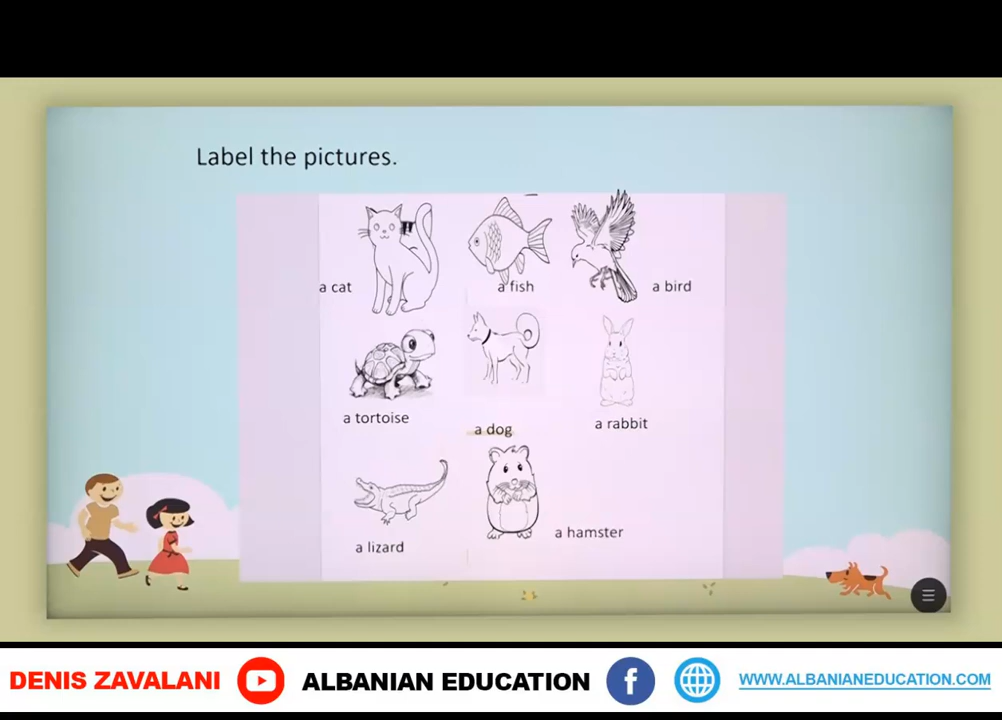 Label the pictures.
a cat
a fish
a bird
a tortoise
a dog
a rabbit
a lizard
a hamster
DENIS ZAVALANI ALBANIAN EDUCATION WWW.ALBANIANEDUCATION.COM